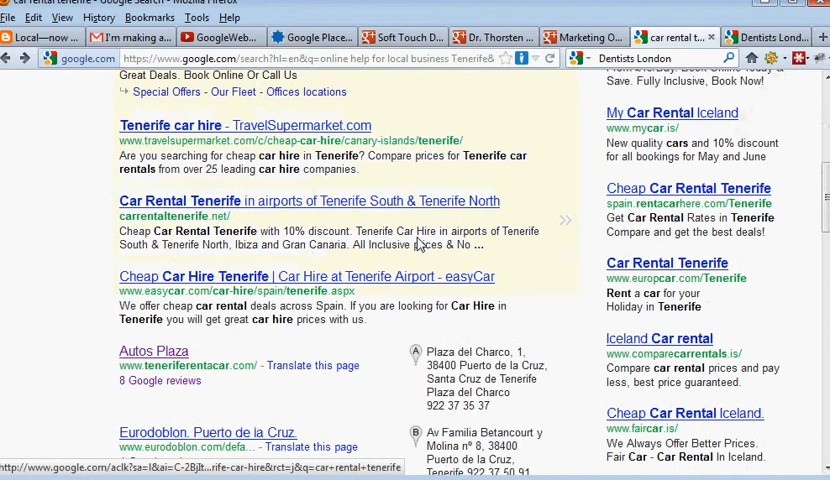 car rental tenerife - Google Search - Mozilla Firefox
File Edit View History Bookmarks Tools Help
Local—now ...
I'm making a...
GoogleWeb...
Google Place...
Soft Touch D...
Dr. Thorsten ...
Marketing O...
car rental t...
Dentists Lond...
google.com https://www.google.com/search?hl=en&q=online help for local business Tenerife&
Dentists London
Great Deals. Book Online Or Call Us
Special Offers - Our Fleet - Offices locations
Tenerife car hire - TravelSupermarket.com
www.travelsupermarket.com/c/cheap-car-hire/canary-islands/tenerife/
Are you searching for cheap car hire in Tenerife? Compare prices for Tenerife car
rentals from over 25 leading car hire companies.
Car Rental Tenerife in airports of Tenerife South & Tenerife North
carrentaltenerife.net/
Cheap Car Rental Tenerife with 10% discount. Tenerife Car Hire in airports of Tenerife
South & Tenerife North, Ibiza and Gran Canaria. All Inclusive prices & No ...
Cheap Car Hire Tenerife | Car Hire at Tenerife Airport - easyCar
www.easycar.com/car-hire/spain/tenerife.aspx
We offer cheap car rental deals across Spain. If you are looking for Car Hire in
Tenerife you will get great car hire prices with us.
Autos Plaza
www.teneriferentacar.com/ - Translate this page
8 Google reviews
A
Plaza del Charco, 1,
38400 Puerto de la Cruz,
Santa Cruz de Tenerife
Plaza del Charco
922 37 35 37
Eurodoblon. Puerto de la Cruz.
www.eurodoblon.com/defa... - Translate this page
B
Av Familia Betancourt y
Molina nº 8, 38400
Puerto de la Cruz, Tenerife
922 37 50 91
Save. Fully Inclusive, Book Now!
My Car Rental Iceland
www.mycar.is/
New quality cars and 10% discount
for all bookings for May and June
Cheap Car Rental Tenerife
spain.rentacarhere.com/Tenerife
Get Car Rental Rates in Tenerife
Compare and get the best deals!
Car Rental Tenerife
www.europcar.com/Tenerife
Rent a car for your
Holiday in Tenerife
Iceland Car rental
www.comparecarrentals.is/
Compare car rental prices and pay
less, best price guaranteed.
Cheap Car Rental Iceland.
www.faircar.is/
We Always Offer Better Prices.
Fair Car - Car Rental In Iceland.
http://www.google.com/aclk?sa=l&ai=C-2BjIt...rife-car-hire&rct=j&q=car+rental+tenerife